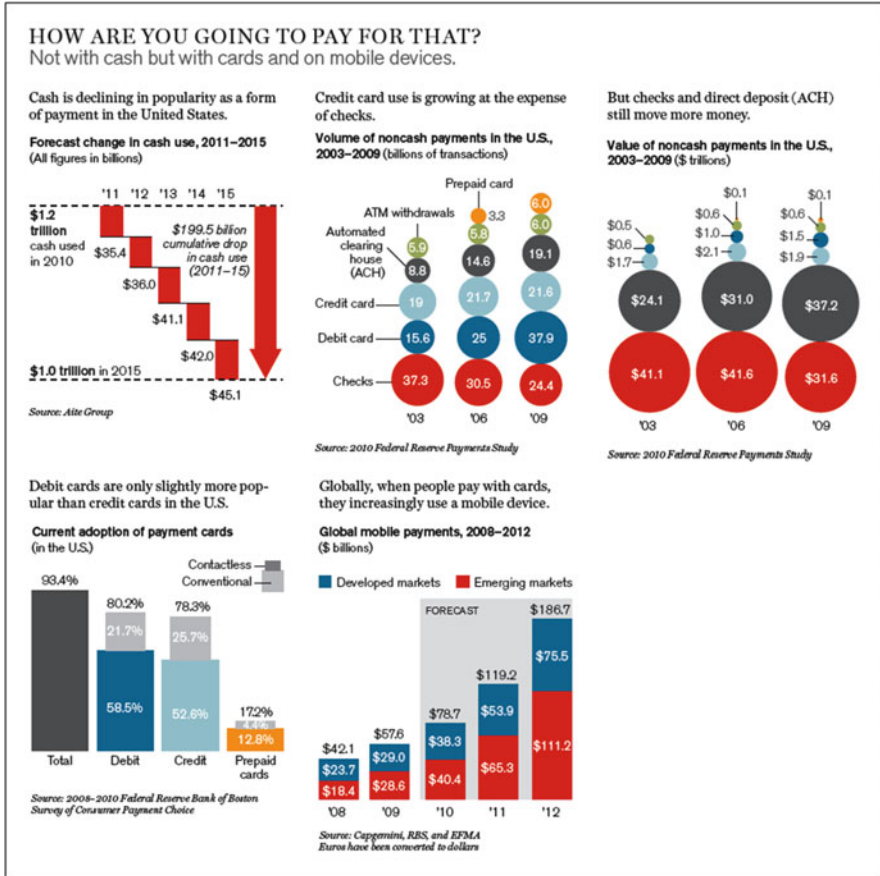 HOW ARE YOU GOING TO PAY FOR THAT?
Not with cash but with cards and on mobile devices.
Cash is declining in popularity as a form
of payment in the United States.
Forecast change in cash use, 2011–2015
(All figures in billions)
'11 '12 '13 '14 '15
$1.2
trillion
cash used
in 2010
$199.5 billion
cumulative drop
in cash use
(2011–15)
$35.4
$36.0
$41.1
$42.0
$1.0 trillion in 2015
$45.1
Source: Aite Group
Credit card use is growing at the expense
of checks.
Volume of noncash payments in the U.S.,
2003–2009 (billions of transactions)
Prepaid card
3.3
6.0
ATM withdrawals
5.9
5.8
6.0
Automated
clearing
house
(ACH)
8.8
14.6
19.1
Credit card
19
21.7
21.6
Debit card
15.6
25
37.9
Checks
37.3
30.5
24.4
'03 '06 '09
Source: 2010 Federal Reserve Payments Study
But checks and direct deposit (ACH)
still move more money.
Value of noncash payments in the U.S.,
2003–2009 ($ trillions)
$0.1
$0.1
$0.5
$0.6
$0.6
$0.6
$1.0
$1.5
$1.7
$2.1
$1.9
$24.1
$31.0
$37.2
$41.1
$41.6
$31.6
'03 '06 '09
Source: 2010 Federal Reserve Payments Study
Debit cards are only slightly more pop-
ular than credit cards in the U.S.
Current adoption of payment cards
(in the U.S.)
Contactless
Conventional
93.4%
80.2%
78.3%
21.7%
25.7%
58.5%
52.6%
17.2%
4.4%
12.8%
Total Debit Credit Prepaid
cards
Source: 2008–2010 Federal Reserve Bank of Boston
Survey of Consumer Payment Choice
Globally, when people pay with cards,
they increasingly use a mobile device.
Global mobile payments, 2008–2012
($ billions)
Developed markets Emerging markets
FORECAST
$186.7
$75.5
$119.2
$53.9
$78.7
$38.3
$57.6
$42.1
$29.0
$23.7
$111.2
$65.3
$40.4
$28.6
$18.4
'08 '09 '10 '11 '12
Source: Capgemini, RBS, and EFMA
Euros have been converted to dollars